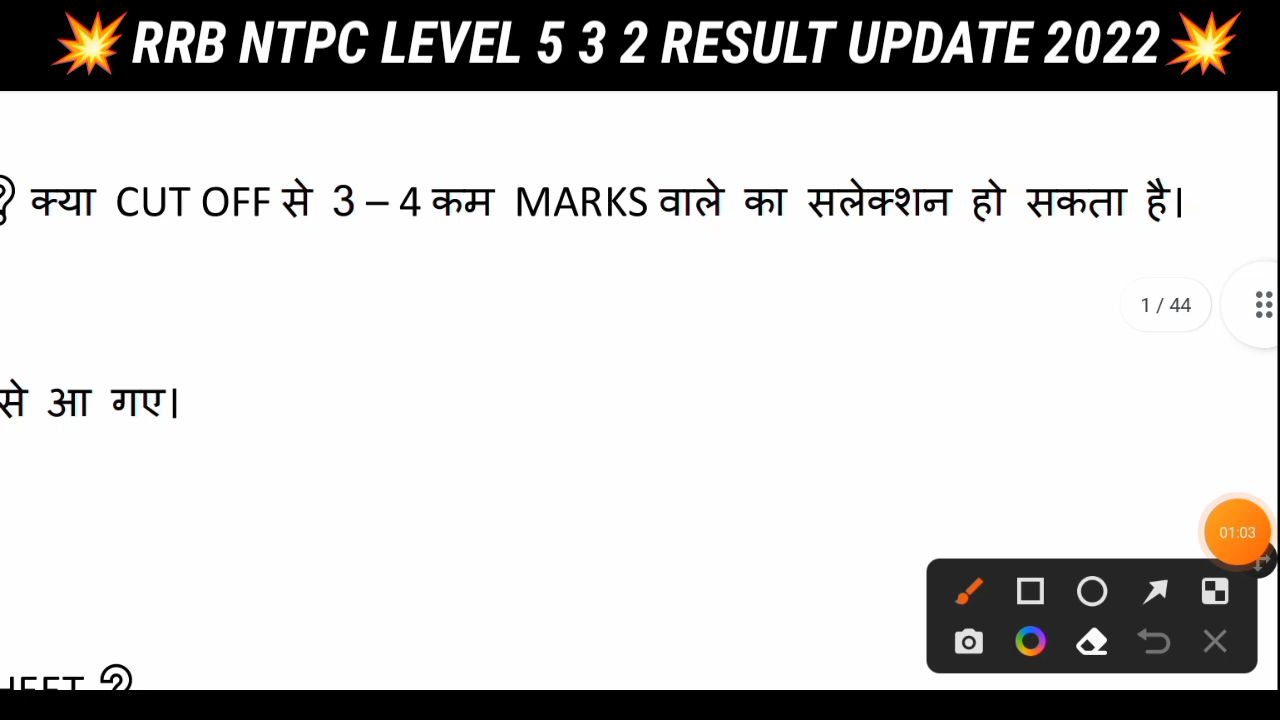 RRB NTPC LEVEL 5 3 2 RESULT UPDATE 2022
? क्या CUT OFF से 3 – 4 कम MARKS वाले का सलेक्शन हो सकता है।
1 / 44
से आ गए।
01:03
HEET ?